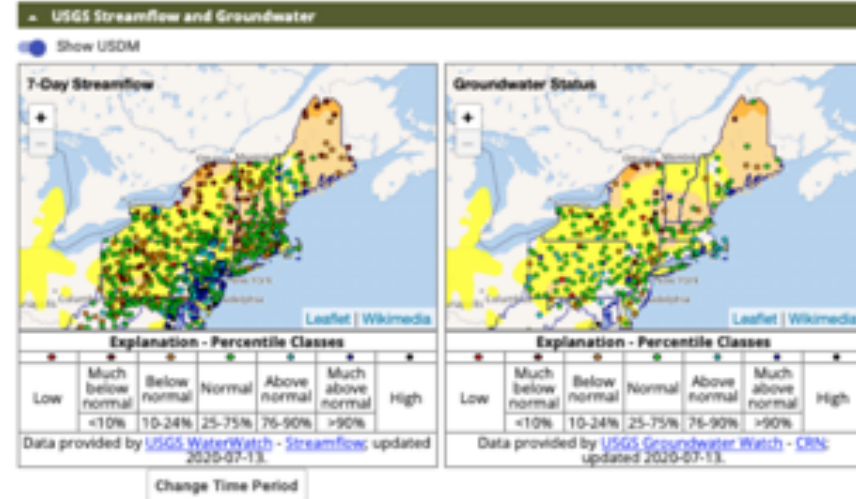 USGS Streamflow and Groundwater
Show USDM
7-Day Streamflow
+
−
Leaflet | Wikimedia
Explanation - Percentile Classes
Low
Much below normal
Below normal
Normal
Above normal
Much above normal
High
<10% 10-24% 25-75% 76-90% >90%
Data provided by USGS WaterWatch - Streamflow; updated
2020-07-13.
Groundwater Status
+
−
Leaflet | Wikimedia
Explanation - Percentile Classes
Low
Much below normal
Below normal
Normal
Above normal
Much above normal
High
<10% 10-24% 25-75% 76-90% >90%
Data provided by USGS Groundwater Watch - CRN;
updated 2020-07-13.
Change Time Period